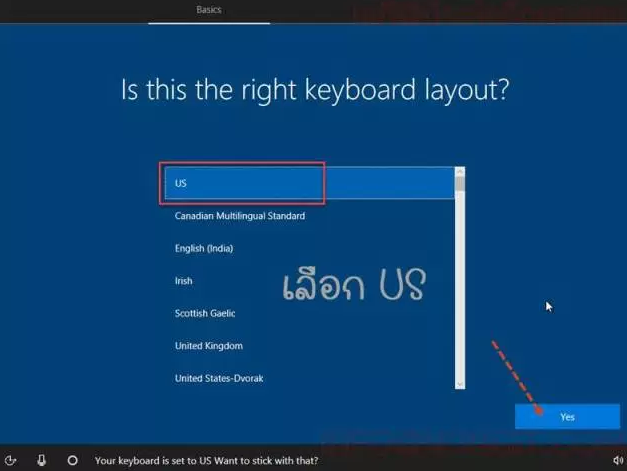 Basics
Is this the right keyboard layout?
US
Canadian Multilingual Standard
English (India)
Irish
เลือก US
Scottish Gaelic
United Kingdom
United States-Dvorak
Yes
Your keyboard is set to US Want to stick with that?